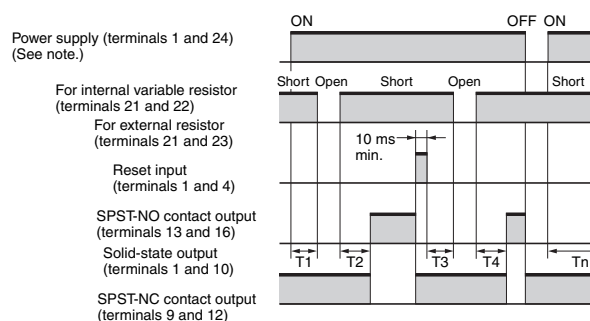 ON OFF ON
Power supply (terminals 1 and 24)
(See note.)
Short Open Short Open Short
For internal variable resistor
(terminals 21 and 22)
For external resistor
(terminals 21 and 23)
10 ms
min.
Reset input
(terminals 1 and 4)
SPST-NO contact output
(terminals 13 and 16)
Solid-state output
(terminals 1 and 10)
T1 T2 T3 T4 Tn
SPST-NC contact output
(terminals 9 and 12)